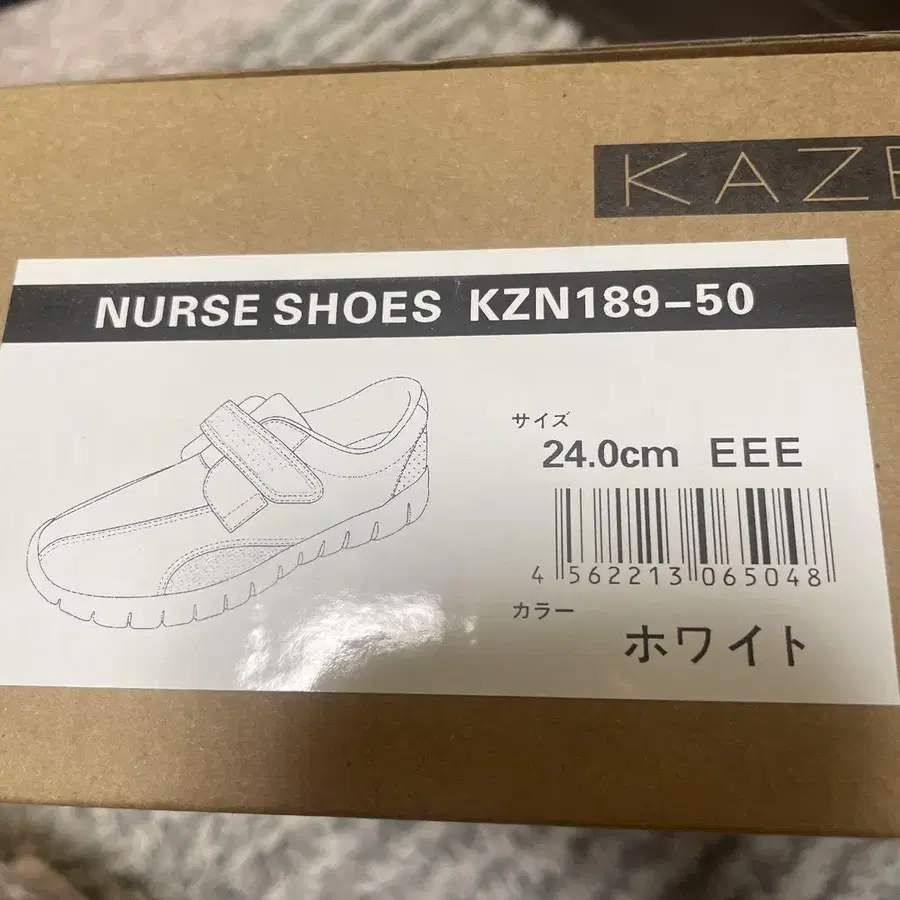 KAZE
NURSE SHOES KZN189-50
サイズ
24.0cm EEE
4 562213 065048
カラー
ホワイト